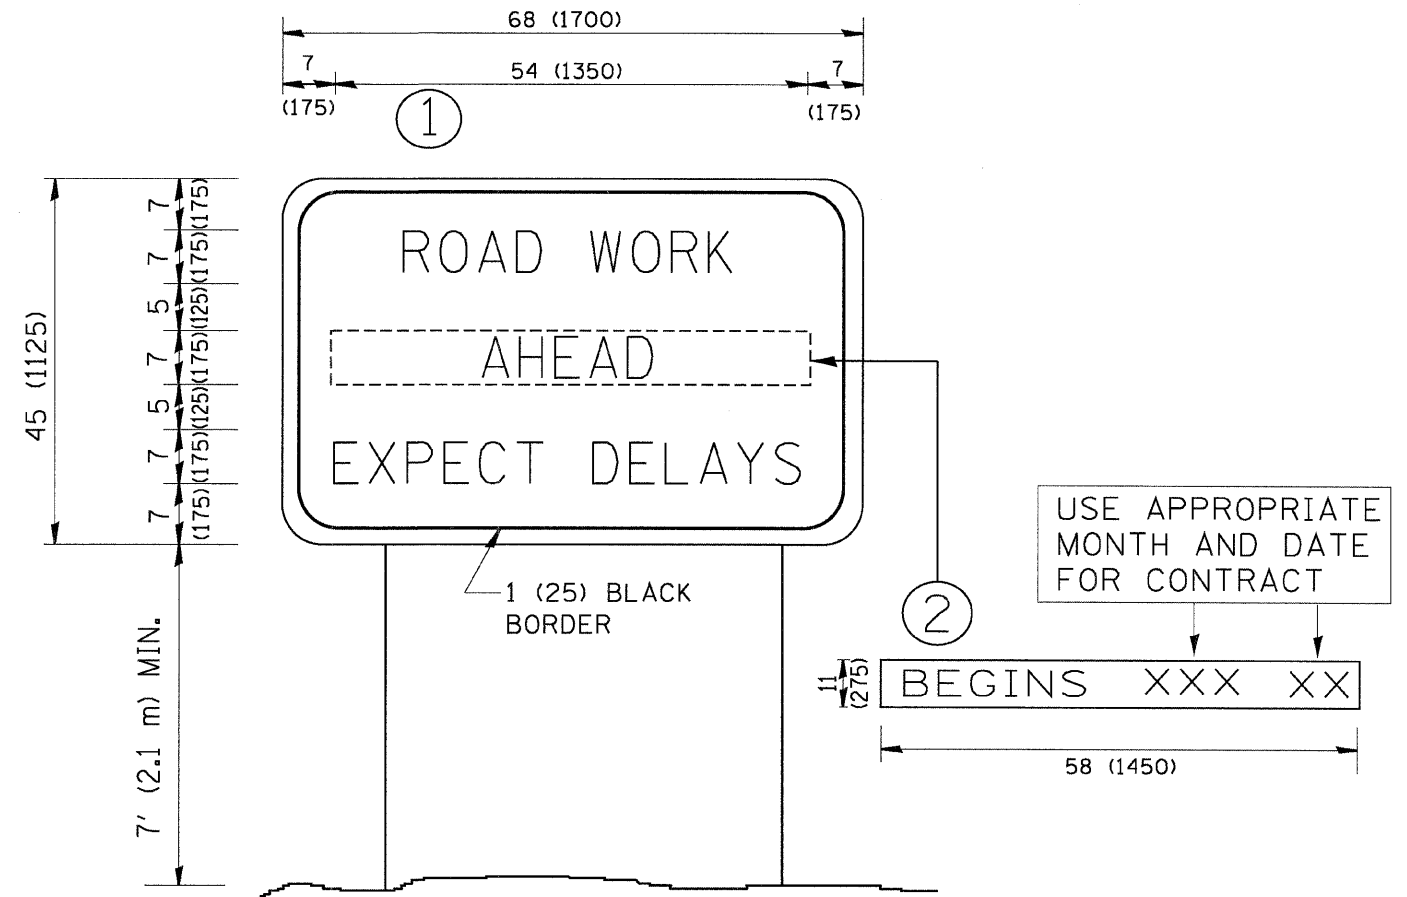 68 (1700)
7 54 (1350) 7
(175) (175)
1
45 (1125)
7 (175)
7 (175)
5 (125)
7 (175)
5 (125)
7 (175)
7 (175)
ROAD WORK
AHEAD
EXPECT DELAYS
1 (25) BLACK
BORDER
7' (2.1 m) MIN.
2
USE APPROPRIATE
MONTH AND DATE
FOR CONTRACT
11
(275)
BEGINS XXX XX
58 (1450)